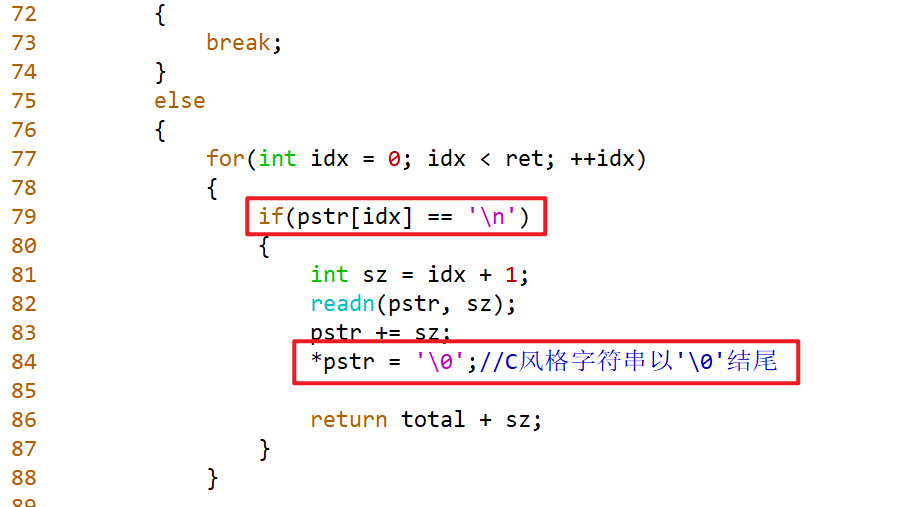 72 {
73 break;
74 }
75 else
76 {
77 for(int idx = 0; idx < ret; ++idx)
78 {
79 if(pstr[idx] == '\n')
80 {
81 int sz = idx + 1;
82 readn(pstr, sz);
83 pstr += sz;
84 *pstr = '\0';//C风格字符串以'\0'结尾
85
86 return total + sz;
87 }
88 }
89